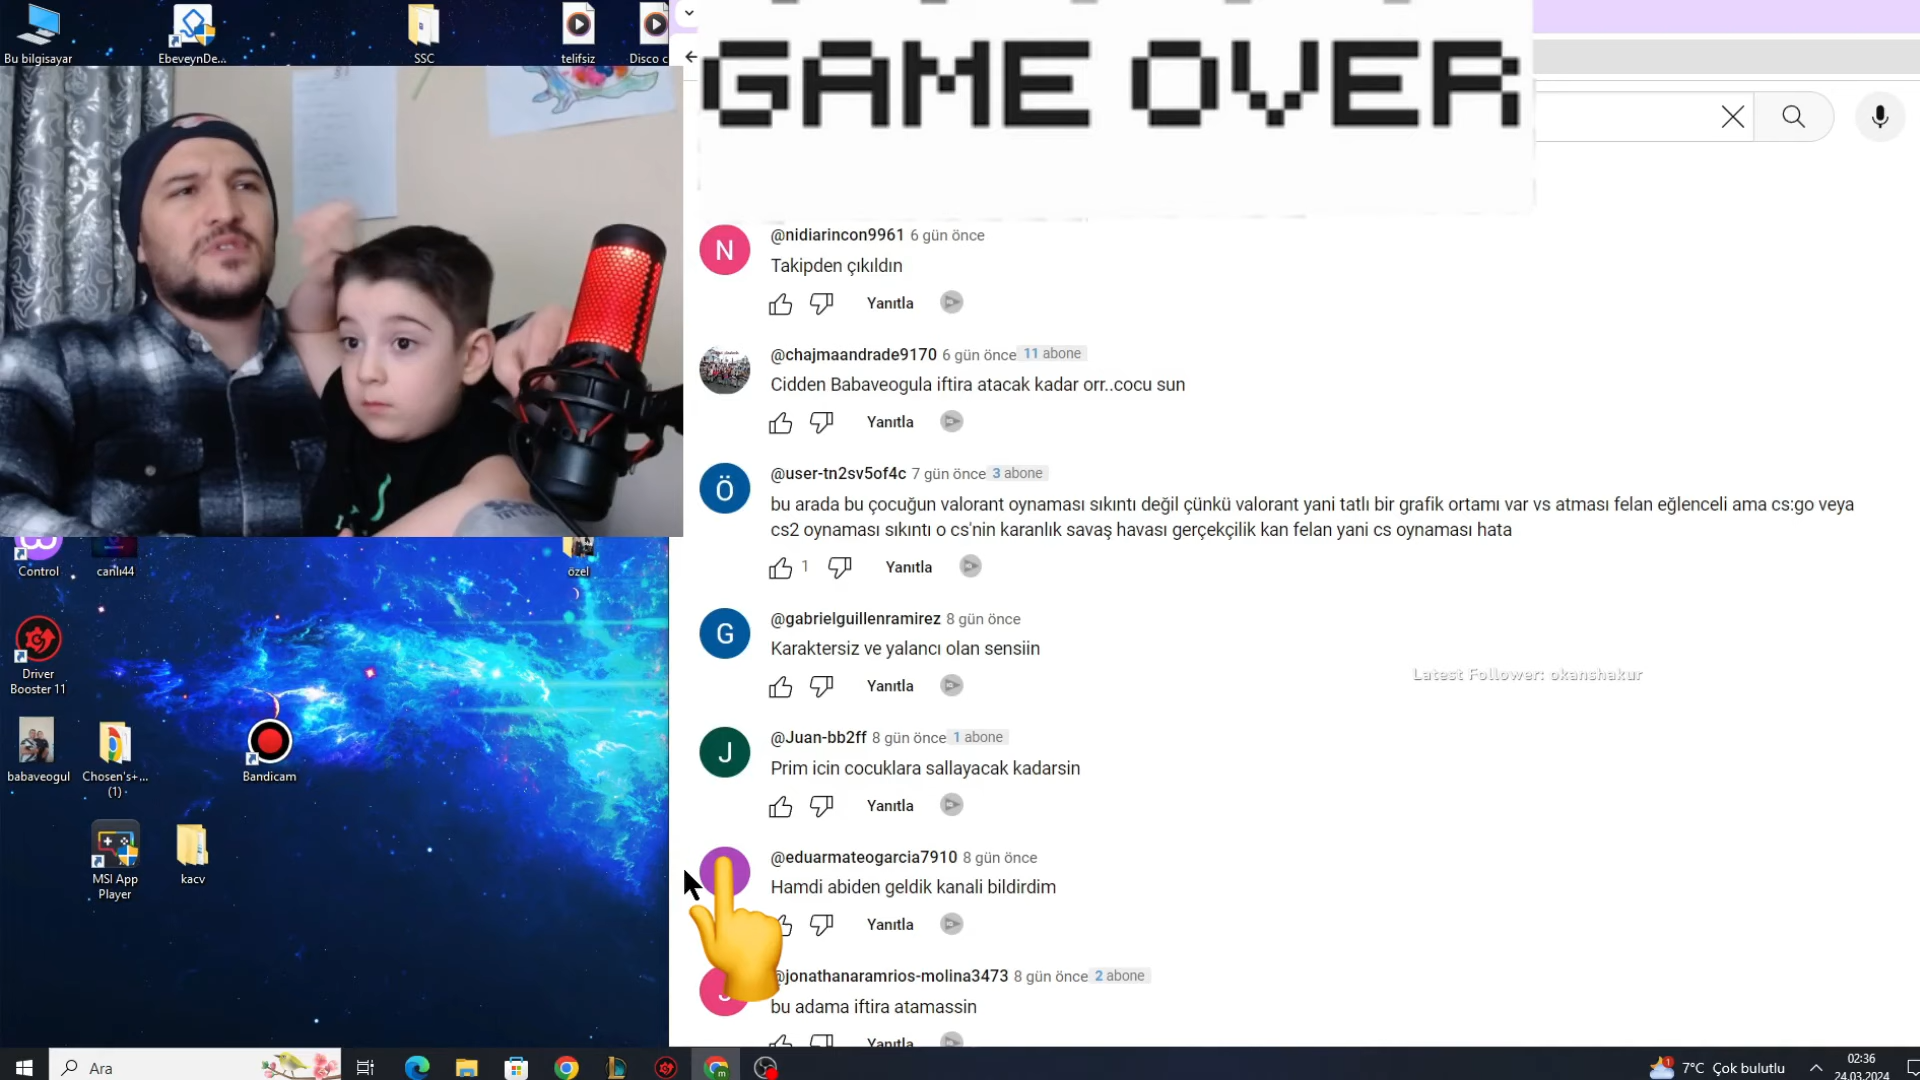 Bu bilgisayar
EbeveynDe...
SSC
telifsiz
Disco c
GAME OVER
@nidiarincon9961 6 gün önce
Takipden çıkıldın
Yanıtla
@chajmaandrade9170 6 gün önce 11 abone
Cidden Babaveogula iftira atacak kadar orr..cocu sun
Yanıtla
@user-tn2sv5of4c 7 gün önce 3 abone
bu arada bu çocuğun valorant oynaması sıkıntı değil çünkü valorant yani tatlı bir grafik ortamı var vs atması felan eğlenceli ama cs:go veya
cs2 oynaması sıkıntı o cs'nin karanlık savaş havası gerçekçilik kan felan yani cs oynaması hata
1 Yanıtla
@gabrielguillenramirez 8 gün önce
Karaktersiz ve yalancı olan sensiin
Yanıtla
@Juan-bb2ff 8 gün önce 1 abone
Prim icin cocuklara sallayacak kadarsin
Yanıtla
@eduarmateogarcia7910 8 gün önce
Hamdi abiden geldik kanali bildirdim
Yanıtla
@jonathanaramrios-molina3473 8 gün önce 2 abone
bu adama iftira atamassin
Yanıtla
N
Ö
G
J
Latest Follower: okanshakur
Control
canlı44
özel
Driver
Booster 11
babaveogul
Chosen's+...
(1)
Bandicam
MSI App
Player
kacv
Ara
7°C Çok bulutlu
02:36
24.03.2024